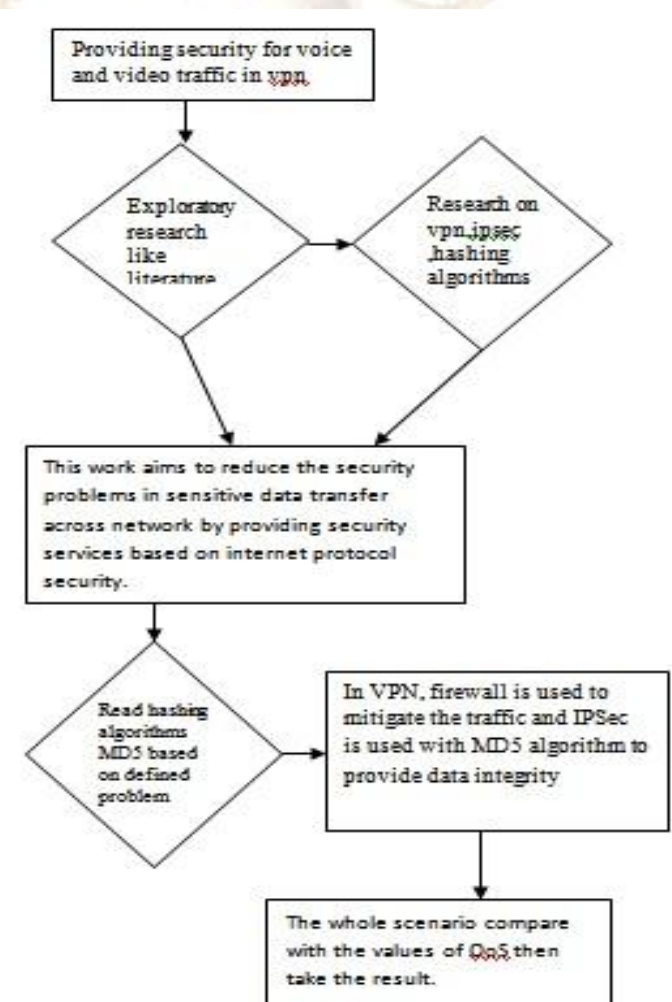 Providing security for voice
and video traffic in vpn
Exploratory
research
like
literature
Research on
vpn,ipsec
,hashing
algorithms
This work aims to reduce the security
problems in sensitive data transfer
across network by providing security
services based on internet protocol
security.
Read hashing
algorithms
MD5 based
on defined
problem
In VPN, firewall is used to
mitigate the traffic and IPSec
is used with MD5 algorithm to
provide data integrity
The whole scenario compare
with the values of QoS then
take the result.